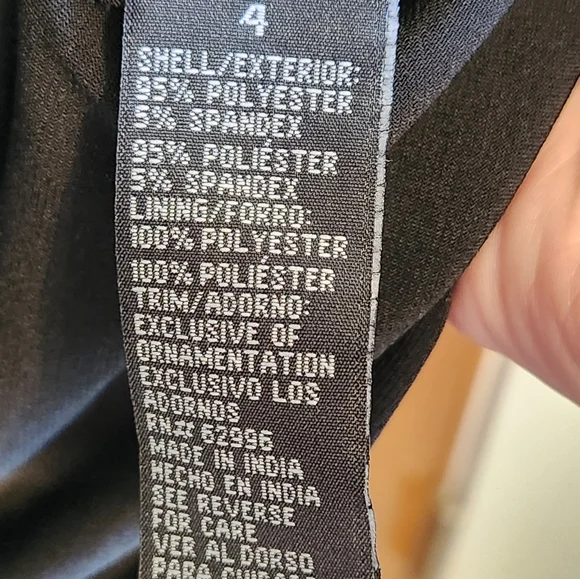 4
SHELL/EXTERIOR:
95% POLYESTER
5% SPANDEX
95% POLIÉSTER
5% SPANDEX
LINING/FORRO:
100% POLYESTER
100% POLIÉSTER
TRIM/ADORNO:
EXCLUSIVE OF
ORNAMENTATION
EXCLUSIVO LOS
ADORNOS
RN# 62996
MADE IN INDIA
HECHO EN INDIA
SEE REVERSE
FOR CARE
VER AL DORSO
PARA